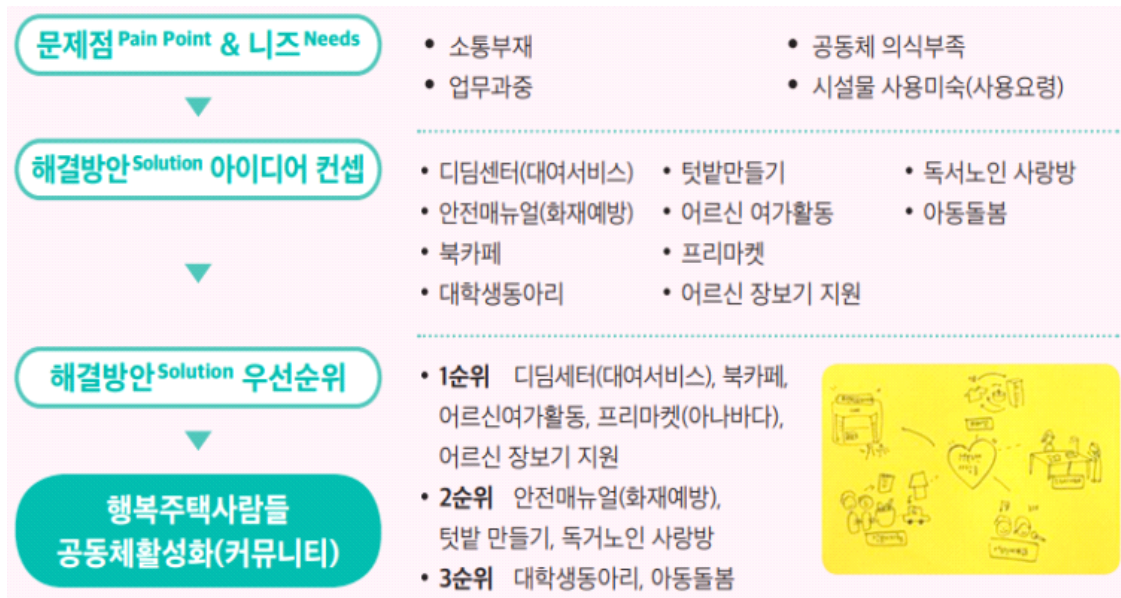 문제점 Pain Point & 니즈 Needs
• 소통부재
• 공동체 의식부족
• 업무과중
• 시설물 사용미숙(사용요령)
해결방안 Solution 아이디어 컨셉
• 디딤센터(대여서비스)
• 텃밭만들기
• 독서노인 사랑방
• 안전매뉴얼(화재예방)
• 어르신 여가활동
• 아동돌봄
• 북카페
• 프리마켓
• 대학생동아리
• 어르신 장보기 지원
해결방안 Solution 우선순위
• 1순위 디딤세터(대여서비스), 북카페,
어르신여가활동, 프리마켓(아나바다),
어르신 장보기 지원
• 2순위 안전매뉴얼(화재예방),
텃밭 만들기, 독거노인 사랑방
• 3순위 대학생동아리, 아동돌봄
행복주택사람들
공동체활성화(커뮤니티)